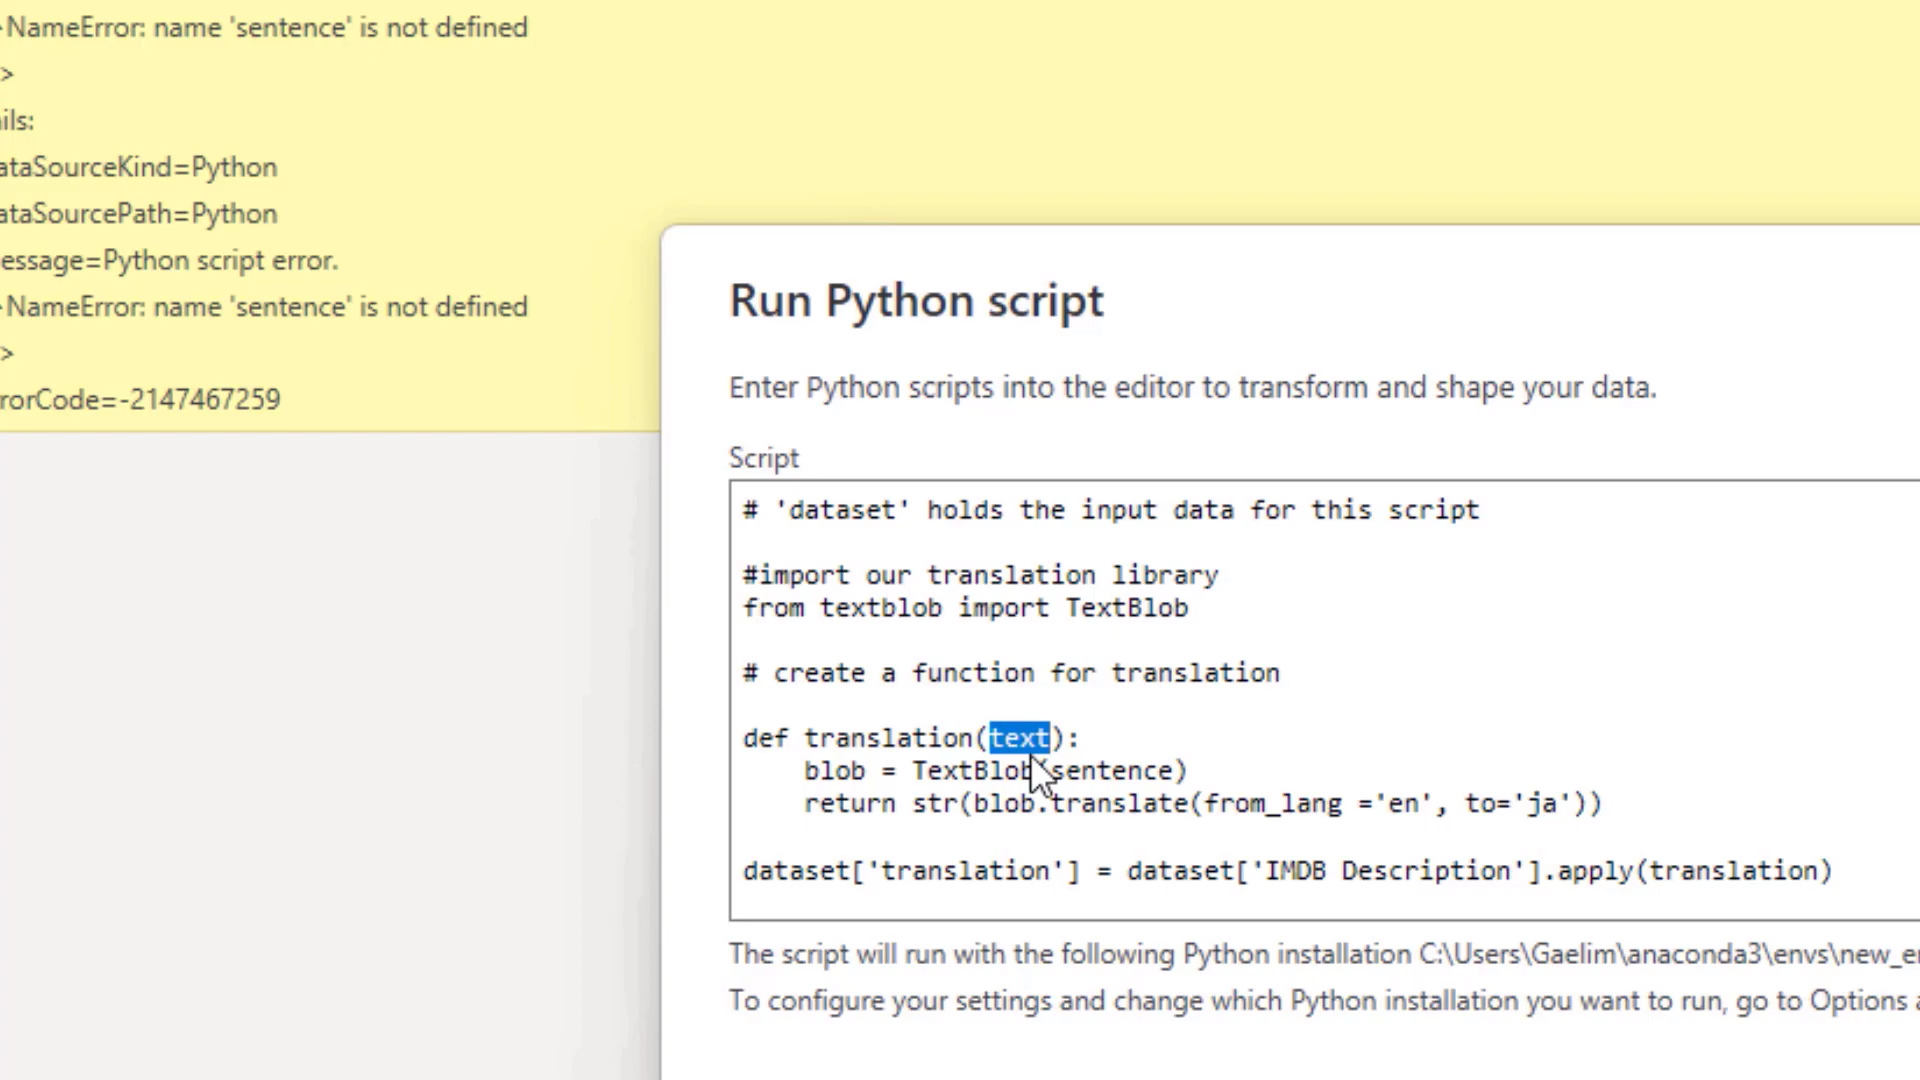 NameError: name 'sentence' is not defined
>
ils:
ataSourceKind=Python
ataSourcePath=Python
essage=Python script error.
NameError: name 'sentence' is not defined
>
rorCode=-2147467259
Run Python script
Enter Python scripts into the editor to transform and shape your data.
Script
# 'dataset' holds the input data for this script
#import our translation library
from textblob import TextBlob
# create a function for translation
def translation(text):
    blob = TextBlob(sentence)
    return str(blob.translate(from_lang ='en', to='ja'))
dataset['translation'] = dataset['IMDB Description'].apply(translation)
The script will run with the following Python installation C:\Users\Gaelim\anaconda3\envs\new_e
To configure your settings and change which Python installation you want to run, go to Options a